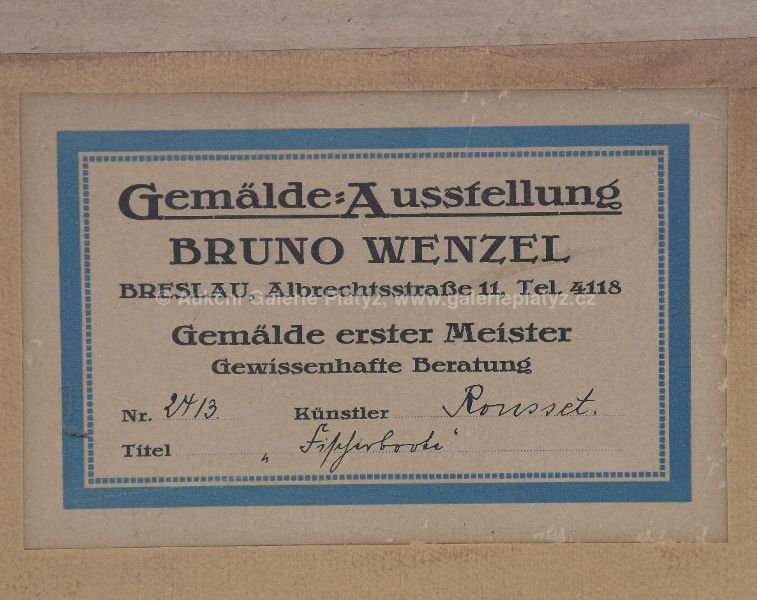 Gemälde-Ausstellung
BRUNO WENZEL
BRESLAU, Albrechtsstraße 11. Tel. 4118
© Aukční Galerie Platýz, www.galerieplatyz.cz
Gemälde erster Meister
Gewissenhafte Beratung
Nr. 2413. Künstler Rousset.
Titel „Fischerboote"